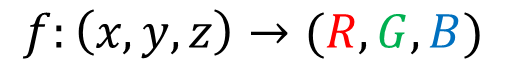 f: (x, y, z) → (R, G, B)